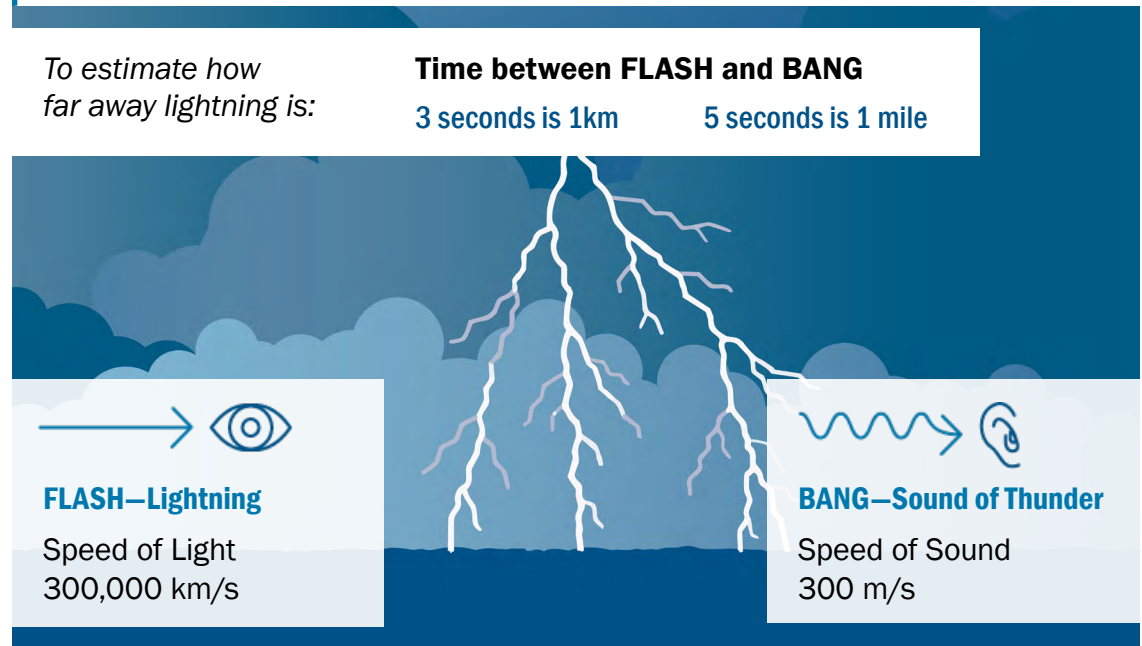 To estimate how
far away lightning is:
Time between FLASH and BANG
3 seconds is 1km
5 seconds is 1 mile
FLASH—Lightning
Speed of Light
300,000 km/s
BANG—Sound of Thunder
Speed of Sound
300 m/s